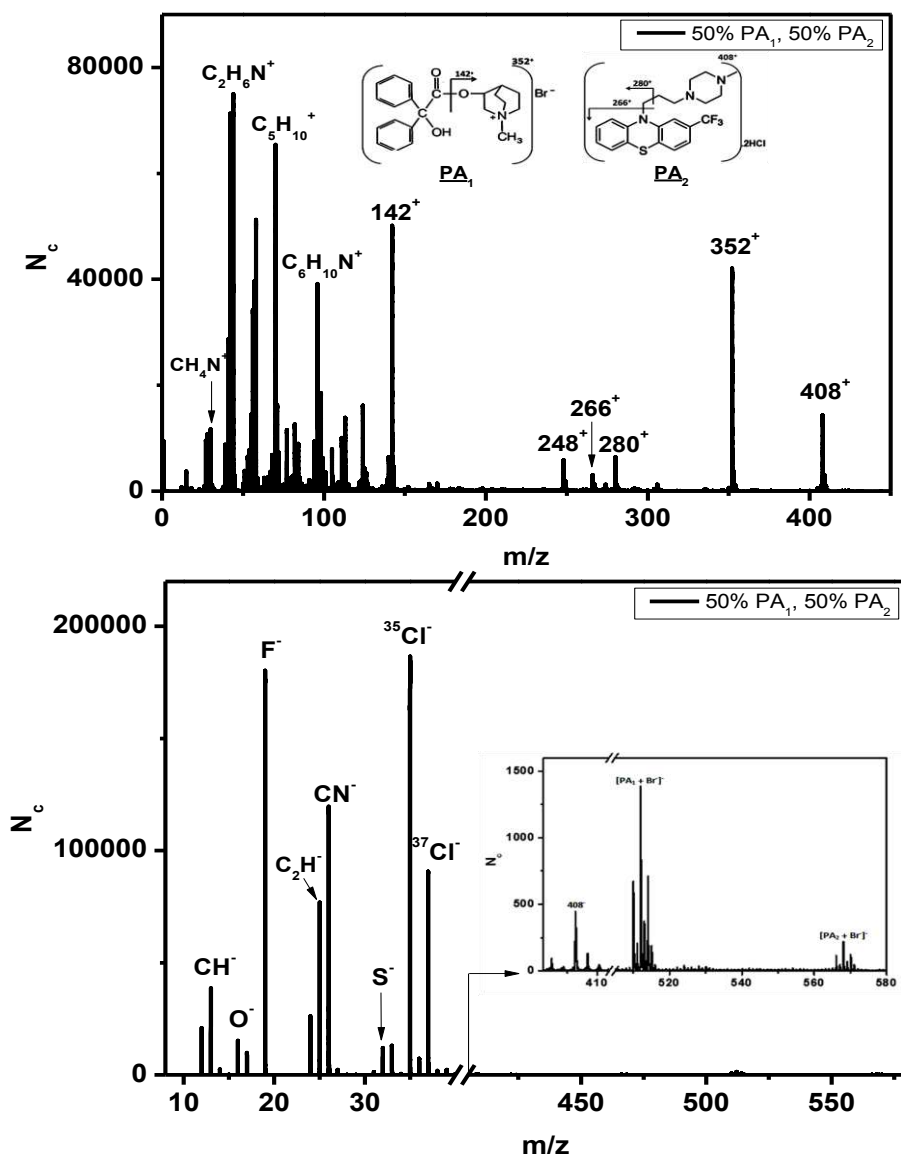 50% PA₁, 50% PA₂
80000
40000
0
N_c
C₂H₆N⁺
C₅H₁₀⁺
C₆H₁₀N⁺
CH₄N⁺
142⁺
248⁺
266⁺
280⁺
352⁺
408⁺
142⁺
352⁺
O
O
OH
N
+
CH₃
Br⁻
PA₁
408⁺
280⁺
266⁺
N
N
N
S
CF₃
.2HCl
PA₂
0 100 200 300 400
m/z
50% PA₁, 50% PA₂
200000
100000
0
N_c
CH⁻
O⁻
F⁻
C₂H⁻
CN⁻
S⁻
³⁵Cl⁻
³⁷Cl⁻
1500
1000
500
0
N_c
408⁻
[PA₁ + Br⁻]⁻
[PA₂ + Br⁻]⁻
410 520 540 560 580
10 20 30 450 500 550
m/z